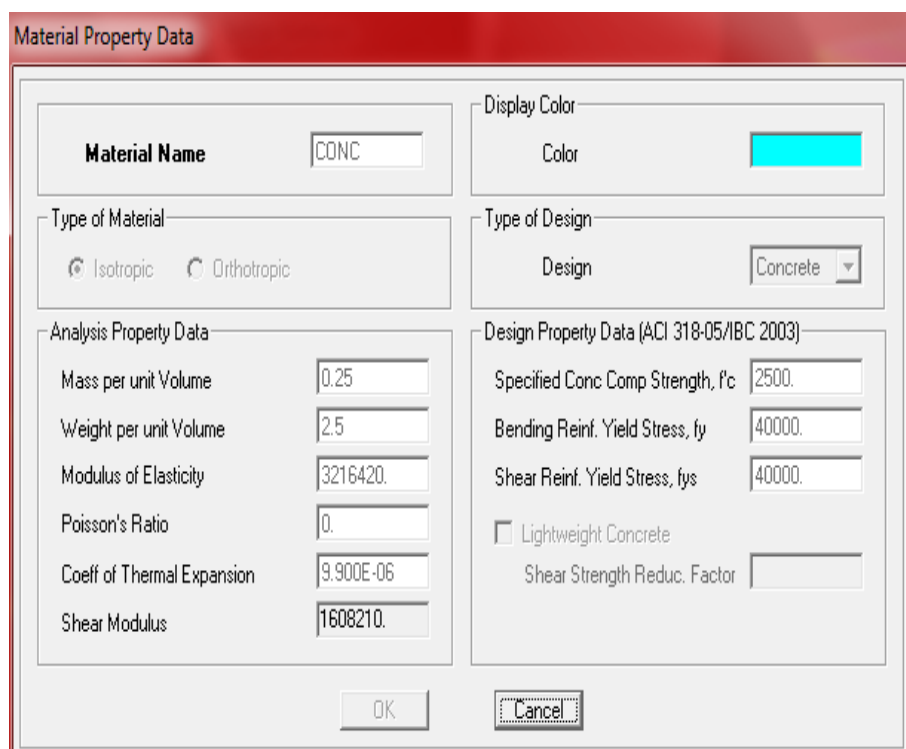 Material Property Data
Material Name CONC
Display Color
Color
Type of Material
Isotropic Orthotropic
Type of Design
Design Concrete
Analysis Property Data
Mass per unit Volume 0.25
Weight per unit Volume 2.5
Modulus of Elasticity 3216420.
Poisson's Ratio 0.
Coeff of Thermal Expansion 9.900E-06
Shear Modulus 1608210.
Design Property Data (ACI 318-05/IBC 2003)
Specified Conc Comp Strength, f'c 2500.
Bending Reinf. Yield Stress, fy 40000.
Shear Reinf. Yield Stress, fys 40000.
Lightweight Concrete
Shear Strength Reduc. Factor
OK Cancel